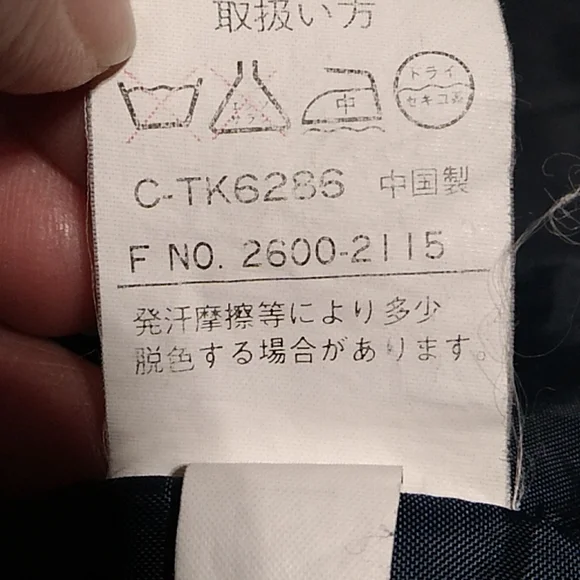 取扱い方
中
ドライ
セキユ系
C-TK6286 中国製
F NO. 2600-2115
発汗摩擦等により多少
脱色する場合があります。